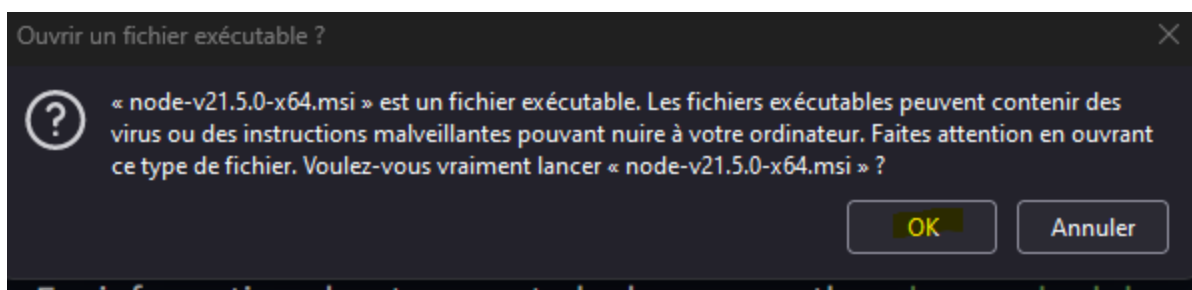 Ouvrir un fichier exécutable ?
« node-v21.5.0-x64.msi » est un fichier exécutable. Les fichiers exécutables peuvent contenir des
virus ou des instructions malveillantes pouvant nuire à votre ordinateur. Faites attention en ouvrant
ce type de fichier. Voulez-vous vraiment lancer « node-v21.5.0-x64.msi » ?
OK
Annuler